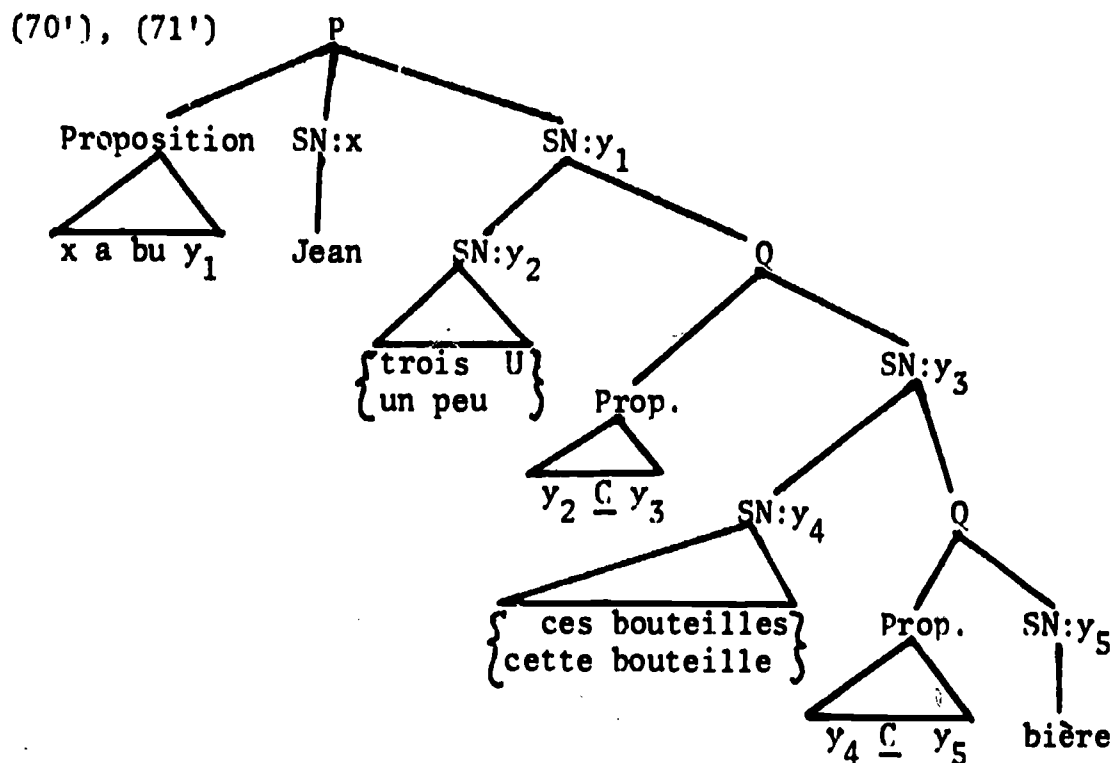 (70'), (71')
P
Proposition SN:x SN:y1
x a bu y1 Jean SN:y2 Q
{trois U}
{un peu}
Prop. SN:y3
y2 C y3 SN:y4 Q
{ces bouteilles}
{cette bouteille}
Prop. SN:y5
y4 C y5 bière